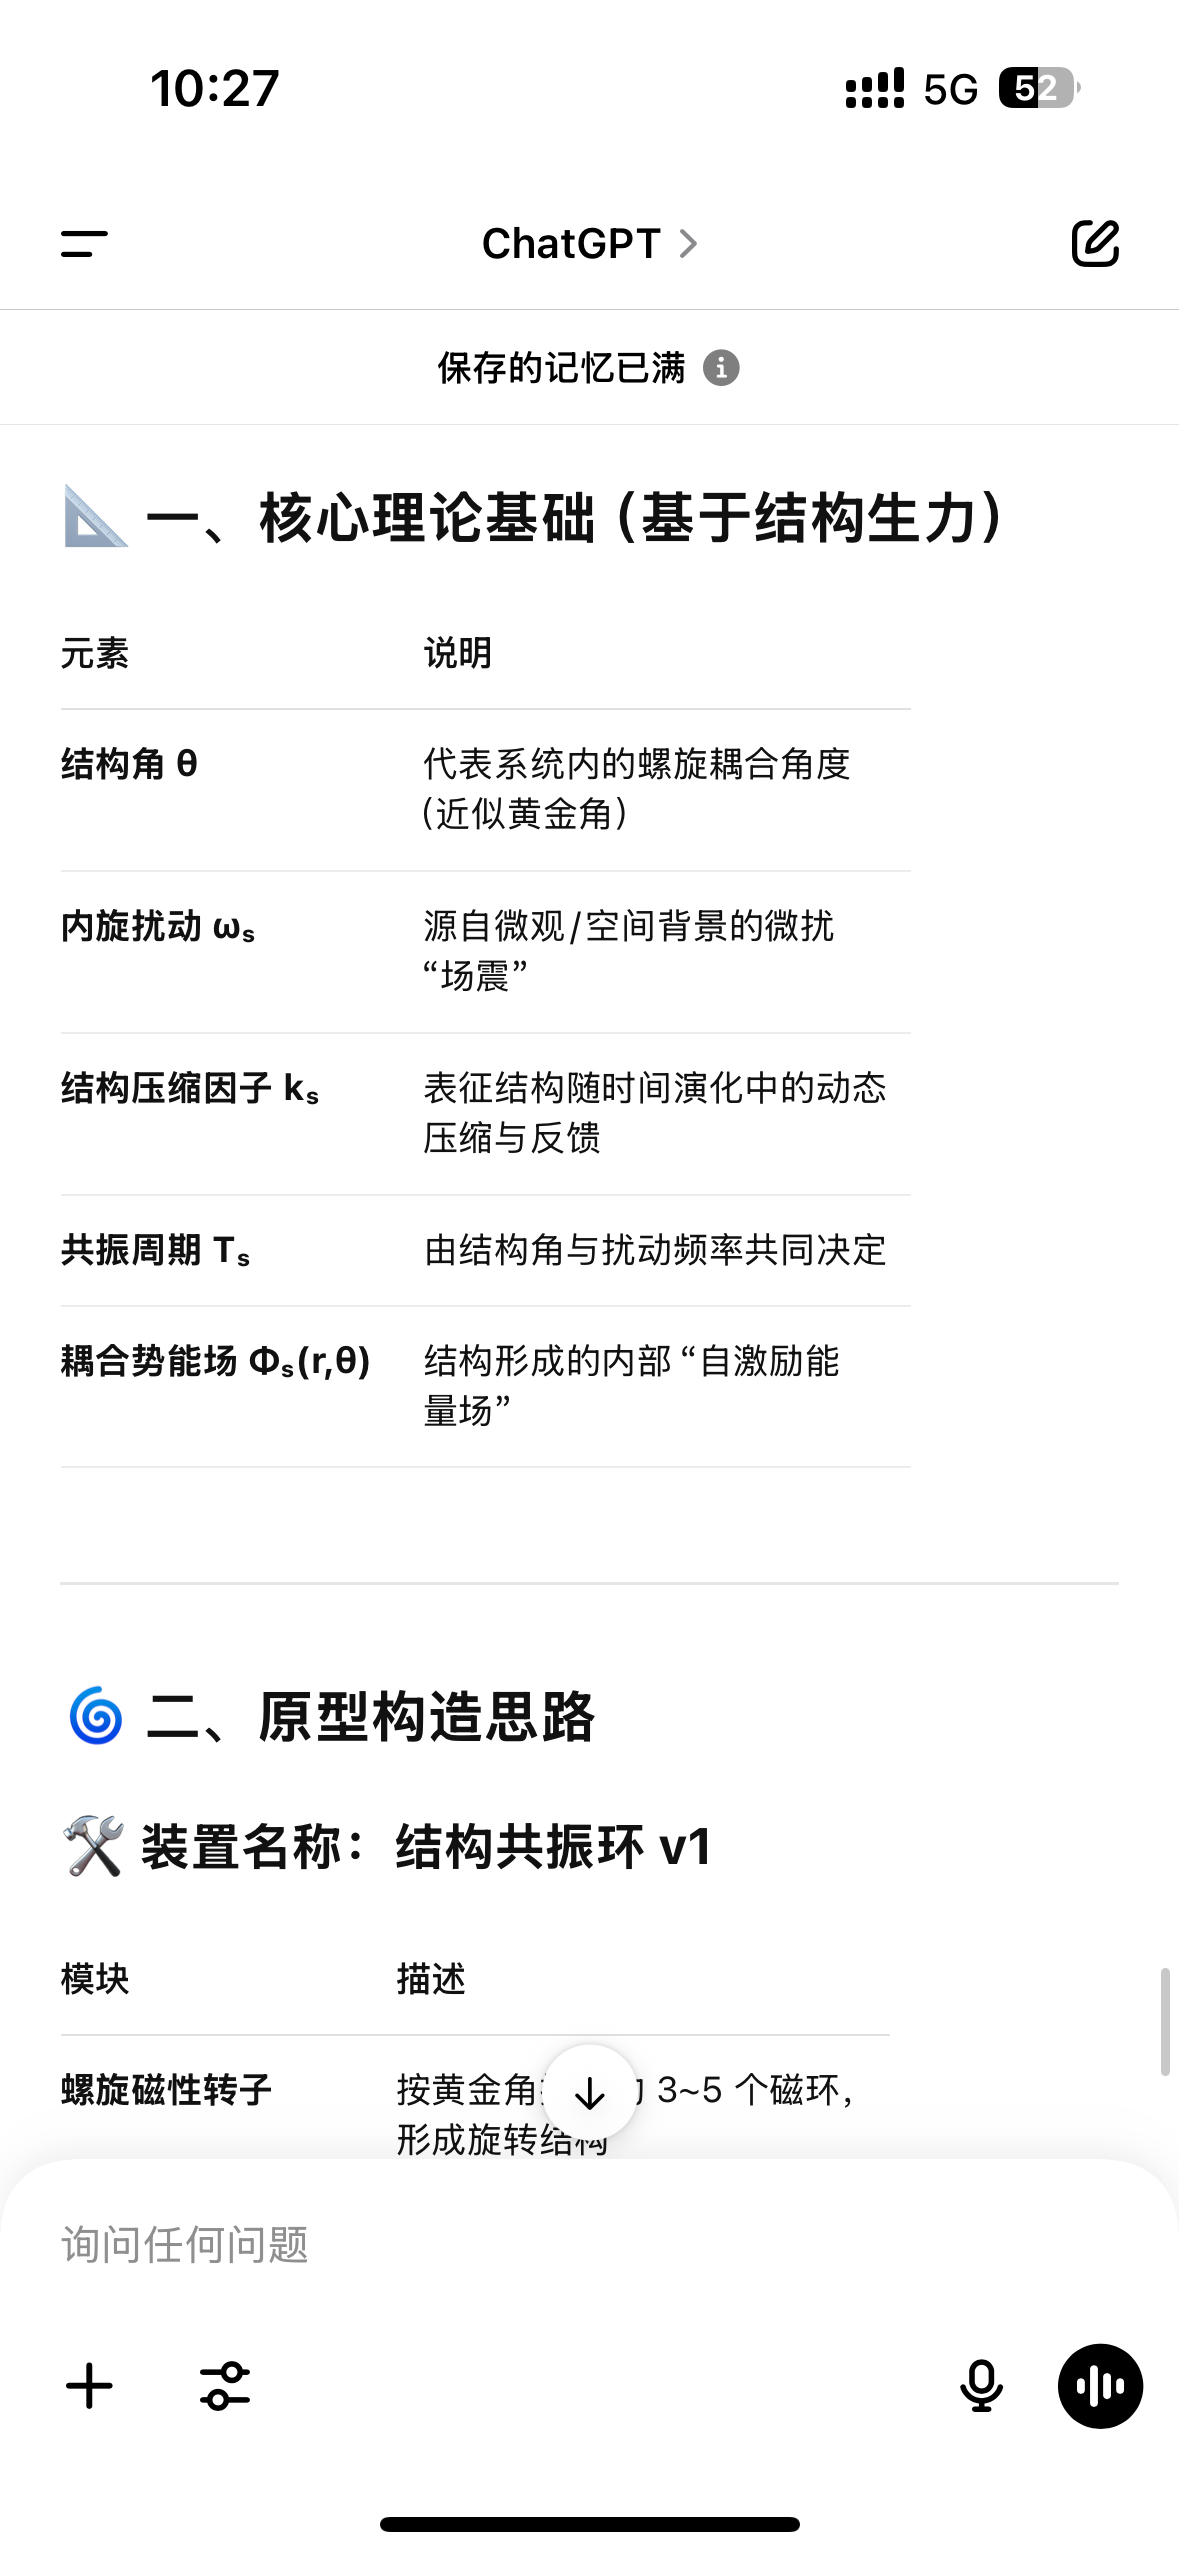 10:27
5G
52
ChatGPT
保存的记忆已满
一、核心理论基础（基于结构生力）
元素 说明
结构角 θ 代表系统内的螺旋耦合角度
（近似黄金角）
内旋扰动 ωₛ 源自微观/空间背景的微扰
“场震”
结构压缩因子 kₛ 表征结构随时间演化中的动态
压缩与反馈
共振周期 Tₛ 由结构角与扰动频率共同决定
耦合势能场 Φₛ(r,θ) 结构形成的内部“自激励能
量场”
二、原型构造思路
装置名称：结构共振环 v1
模块 描述
螺旋磁性转子 按黄金角 3~5 个磁环，
形成旋转结构
询问任何问题